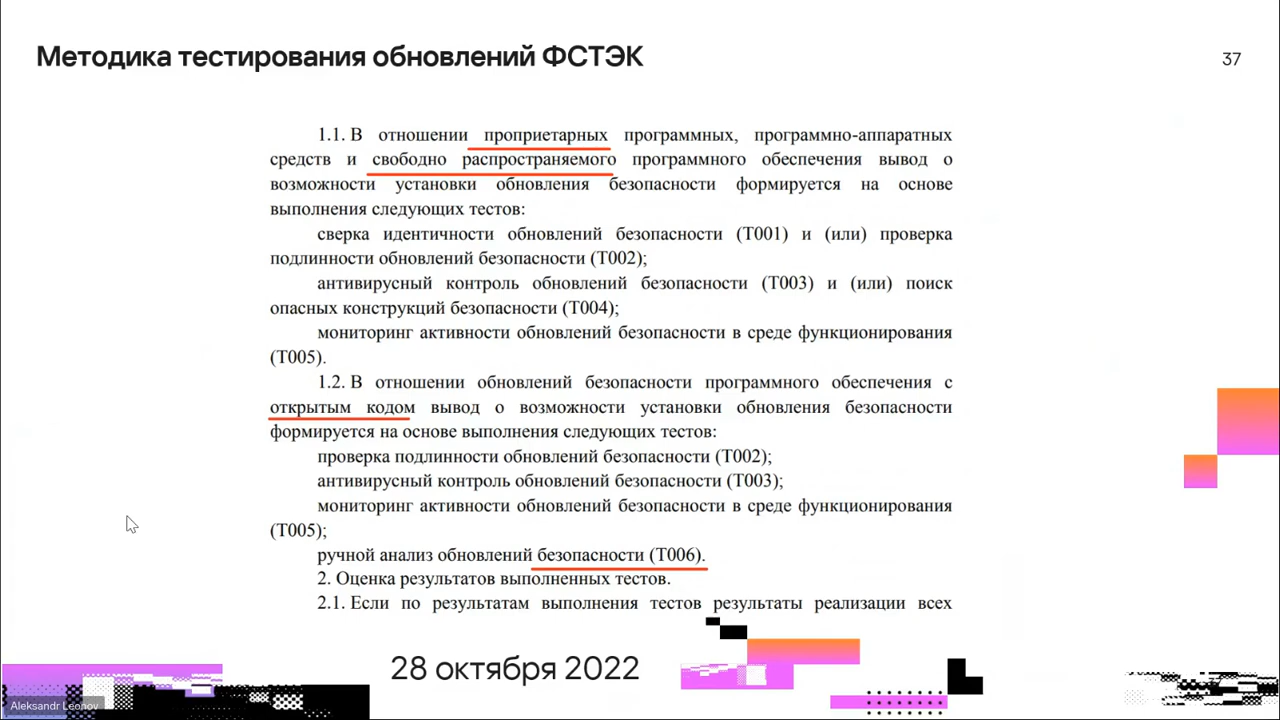 Методика тестирования обновлений ФСТЭК
37
1.1. В отношении проприетарных программных, программно-аппаратных
средств и свободно распространяемого программного обеспечения вывод о
возможности установки обновления безопасности формируется на основе
выполнения следующих тестов:
сверка идентичности обновлений безопасности (Т001) и (или) проверка
подлинности обновлений безопасности (Т002);
антивирусный контроль обновлений безопасности (Т003) и (или) поиск
опасных конструкций безопасности (Т004);
мониторинг активности обновлений безопасности в среде функционирования
(Т005).
1.2. В отношении обновлений безопасности программного обеспечения с
открытым кодом вывод о возможности установки обновления безопасности
формируется на основе выполнения следующих тестов:
проверка подлинности обновлений безопасности (Т002);
антивирусный контроль обновлений безопасности (Т003);
мониторинг активности обновлений безопасности в среде функционирования
(Т005);
ручной анализ обновлений безопасности (Т006).
2. Оценка результатов выполненных тестов.
2.1. Если по результатам выполнения тестов результаты реализации всех
28 октября 2022
Aleksandr Leonov